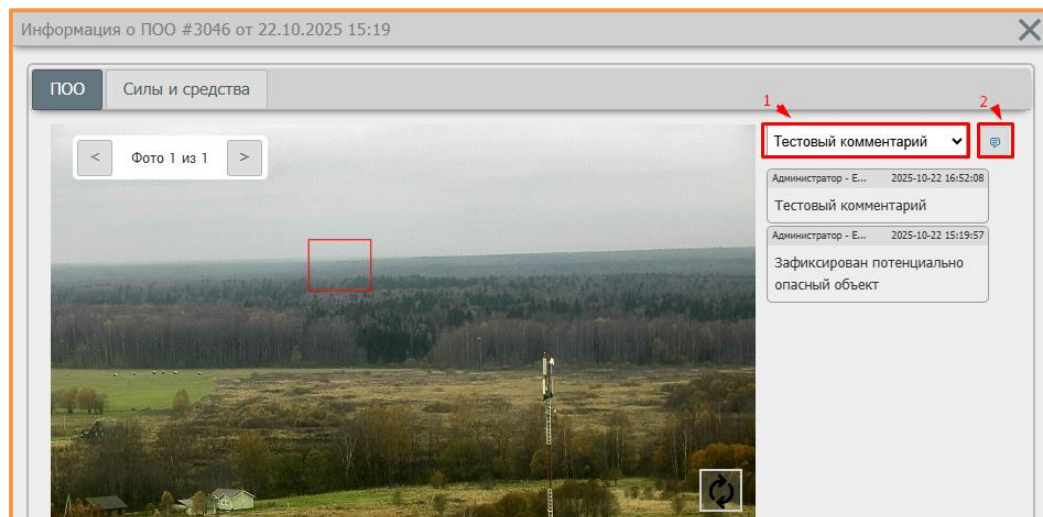 Информация о ПОО #3046 от 22.10.2025 15:19
ПОО Силы и средства
1 2
< Фото 1 из 1 >
Тестовый комментарий
Администратор - Е... 2025-10-22 16:52:08
Тестовый комментарий
Администратор - Е... 2025-10-22 15:19:57
Зафиксирован потенциально
опасный объект